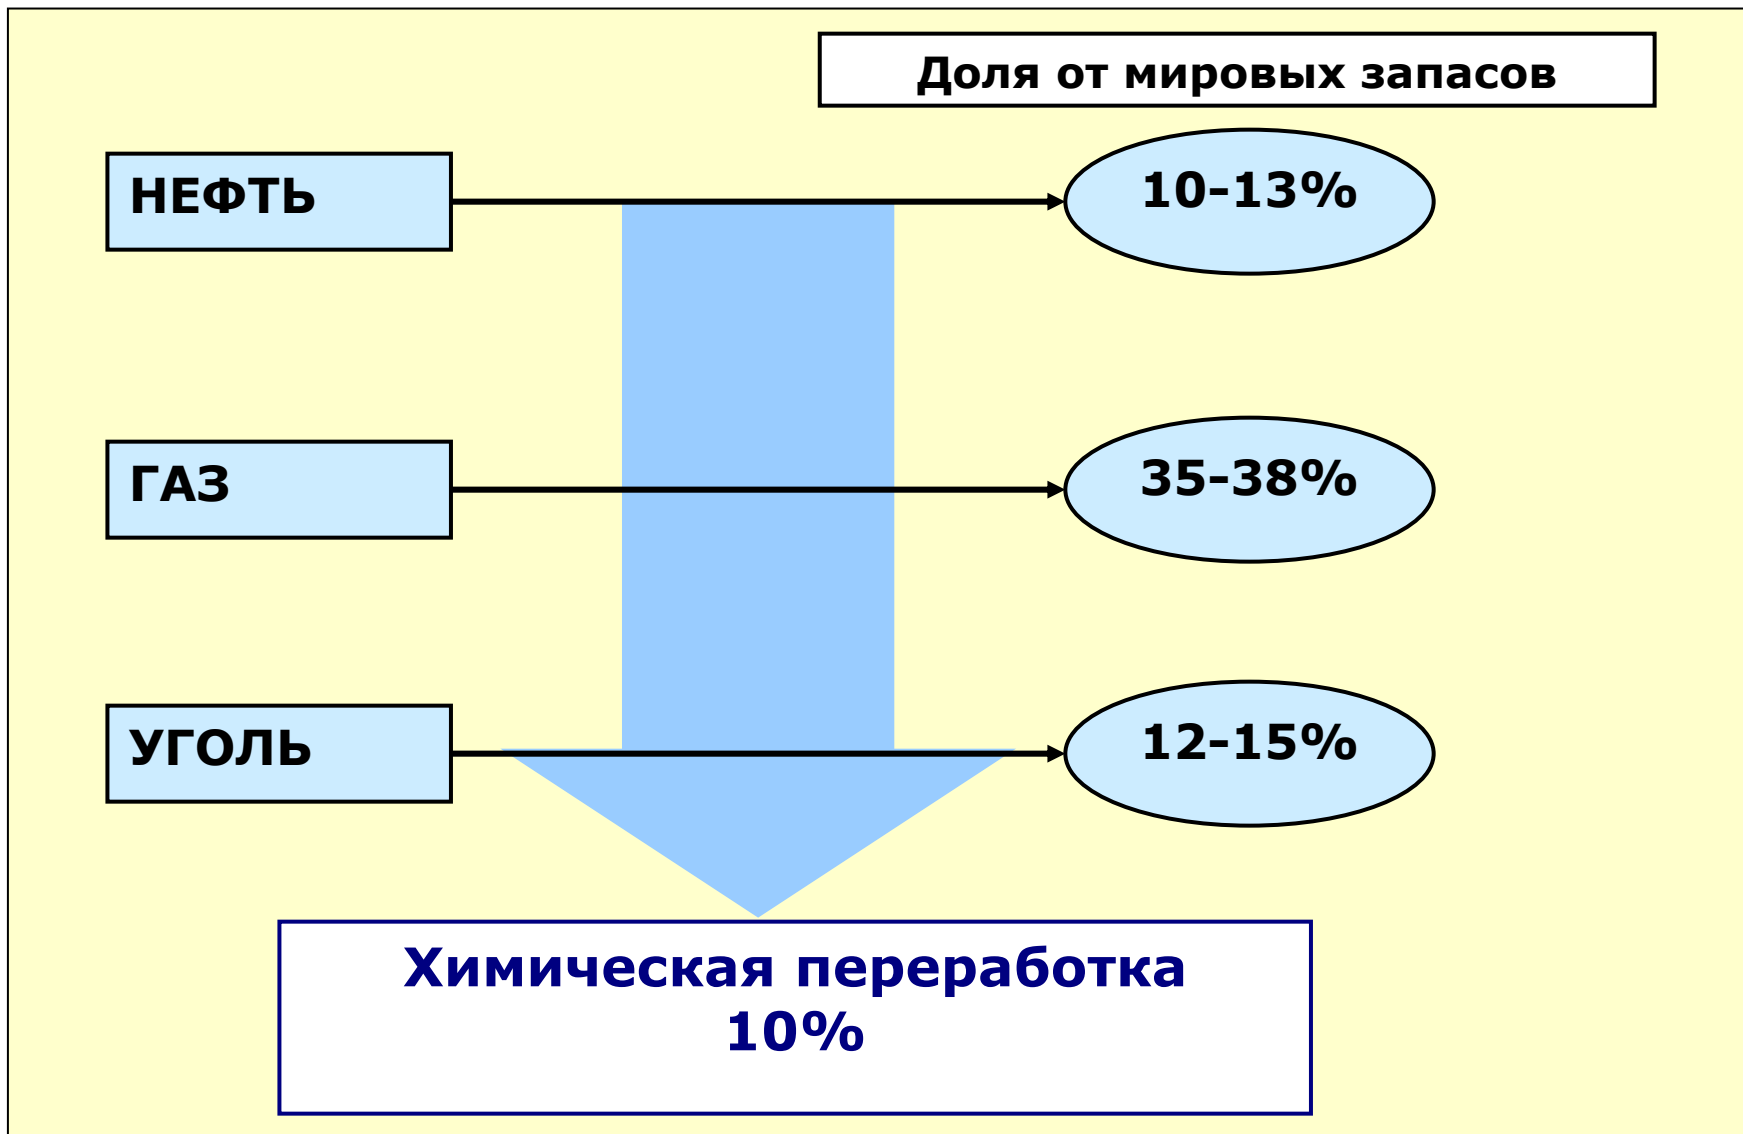 Доля от мировых запасов
НЕФТЬ
10-13%
ГАЗ
35-38%
УГОЛЬ
12-15%
Химическая переработка
10%